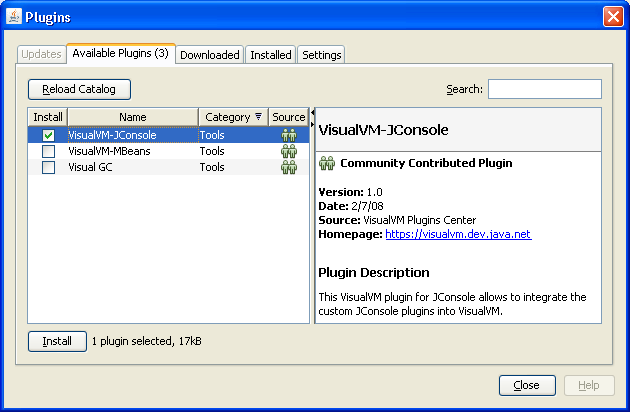 Plugins
Updates Available Plugins (3) Downloaded Installed Settings
Reload Catalog Search:
Install Name Category Source
VisualVM-JConsole Tools
VisualVM-MBeans Tools
Visual GC Tools
VisualVM-JConsole
Community Contributed Plugin
Version: 1.0
Date: 2/7/08
Source: VisualVM Plugins Center
Homepage: https://visualvm.dev.java.net
Plugin Description
This VisualVM plugin for JConsole allows to integrate the
custom JConsole plugins into VisualVM.
Install 1 plugin selected, 17kB
Close Help